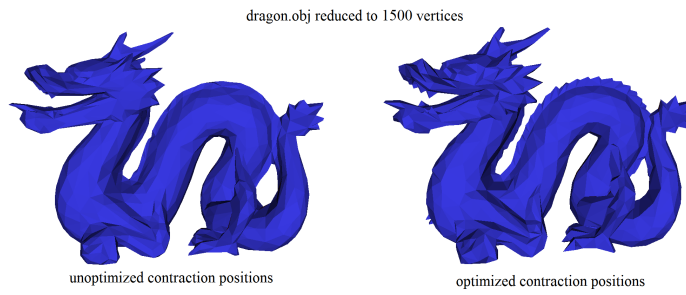 dragon.obj reduced to 1500 vertices
unoptimized contraction positions
optimized contraction positions